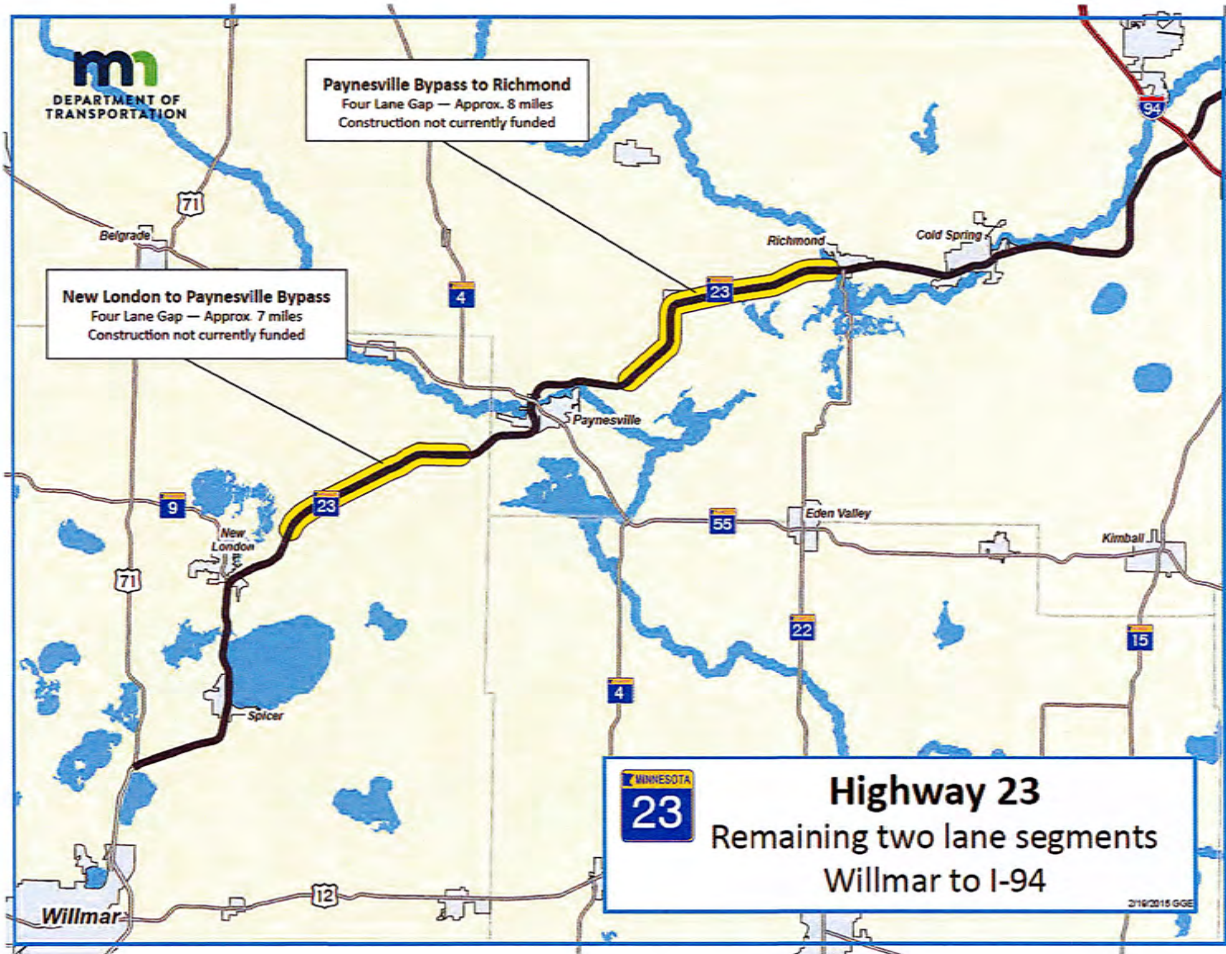 mn
DEPARTMENT OF
TRANSPORTATION
Paynesville Bypass to Richmond
Four Lane Gap — Approx. 8 miles
Construction not currently funded
94
71
Belgrade
Richmond
Cold Spring
New London to Paynesville Bypass
Four Lane Gap — Approx. 7 miles
Construction not currently funded
4
23
Paynesville
9
23
New
London
55
Eden Valley
Kimball
71
22
15
4
Spicer
MINNESOTA
23
Highway 23
Remaining two lane segments
Willmar to I-94
2/19/2015 GGE
12
Willmar